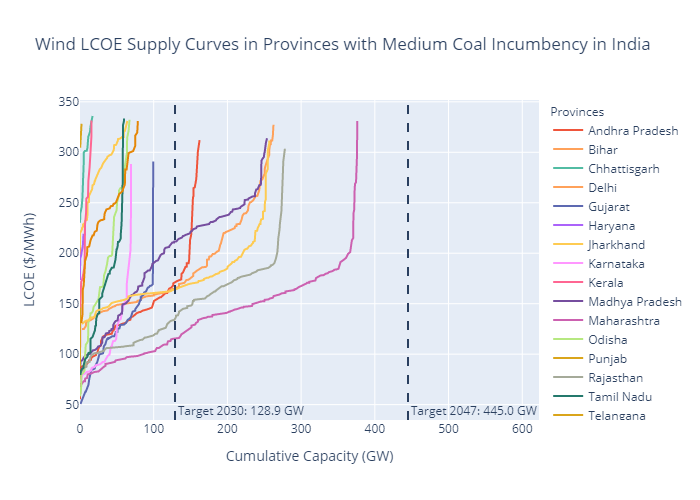 Wind LCOE Supply Curves in Provinces with Medium Coal Incumbency in India
LCOE ($/MWh)
350
300
250
200
150
100
50
0
100
200
300
400
500
600
Cumulative Capacity (GW)
Target 2030: 128.9 GW
Target 2047: 445.0 GW
Provinces
Andhra Pradesh
Bihar
Chhattisgarh
Delhi
Gujarat
Haryana
Jharkhand
Karnataka
Kerala
Madhya Pradesh
Maharashtra
Odisha
Punjab
Rajasthan
Tamil Nadu
Telangana